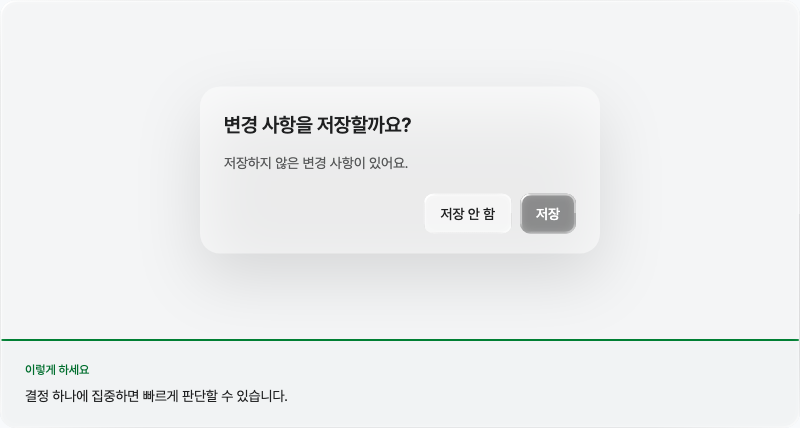 변경 사항을 저장할까요?
저장하지 않은 변경 사항이 있어요.
저장 안 함
저장
이렇게 하세요
결정 하나에 집중하면 빠르게 판단할 수 있습니다.